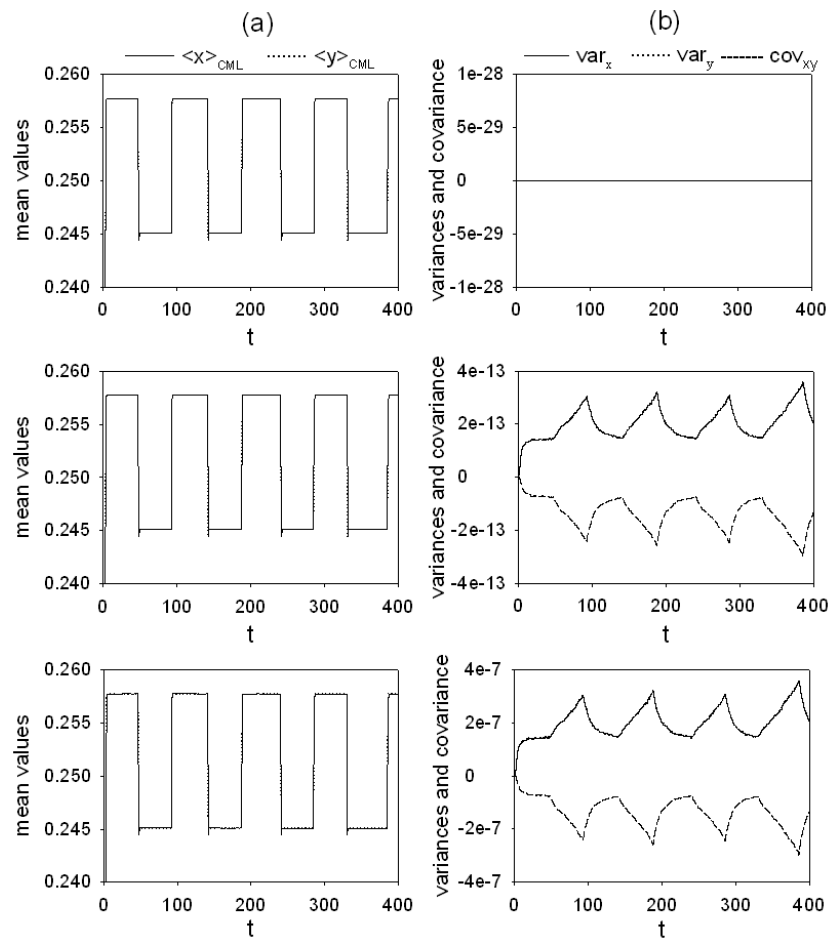 (a)
(b)
<x>CML <y>CML
varx vary covxy
mean values
0.260
0.255
0.250
0.245
0.240
0 100 200 300 400
t
variances and covariance
1e-28
5e-29
0
-5e-29
-1e-28
0 100 200 300 400
t
mean values
0.260
0.255
0.250
0.245
0.240
0 100 200 300 400
t
variances and covariance
4e-13
2e-13
0
-2e-13
-4e-13
0 100 200 300 400
t
mean values
0.260
0.255
0.250
0.245
0.240
0 100 200 300 400
t
variances and covariance
4e-7
2e-7
0
-2e-7
-4e-7
0 100 200 300 400
t